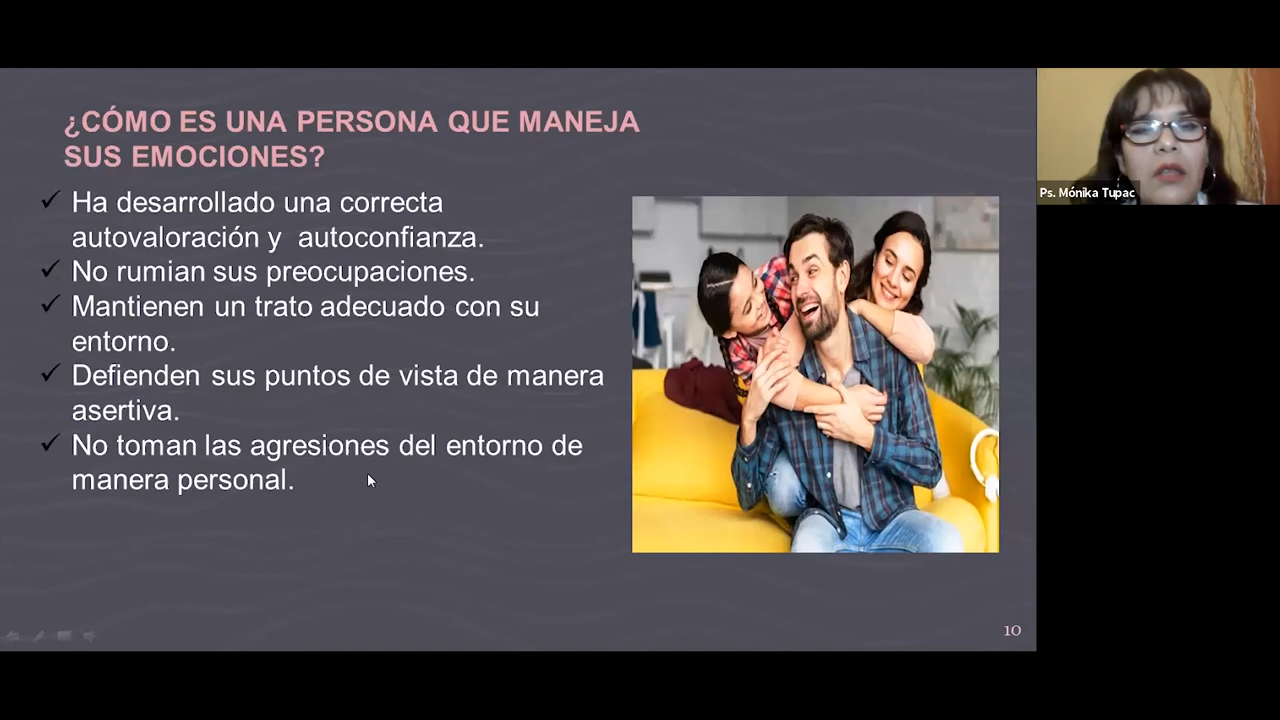 ¿CÓMO ES UNA PERSONA QUE MANEJA
SUS EMOCIONES?
Ha desarrollado una correcta
autovaloración y  autoconfianza.
No rumian sus preocupaciones.
Mantienen un trato adecuado con su
entorno.
Defienden sus puntos de vista de manera
asertiva.
No toman las agresiones del entorno de
manera personal.
10
Ps. Mónika Tupac